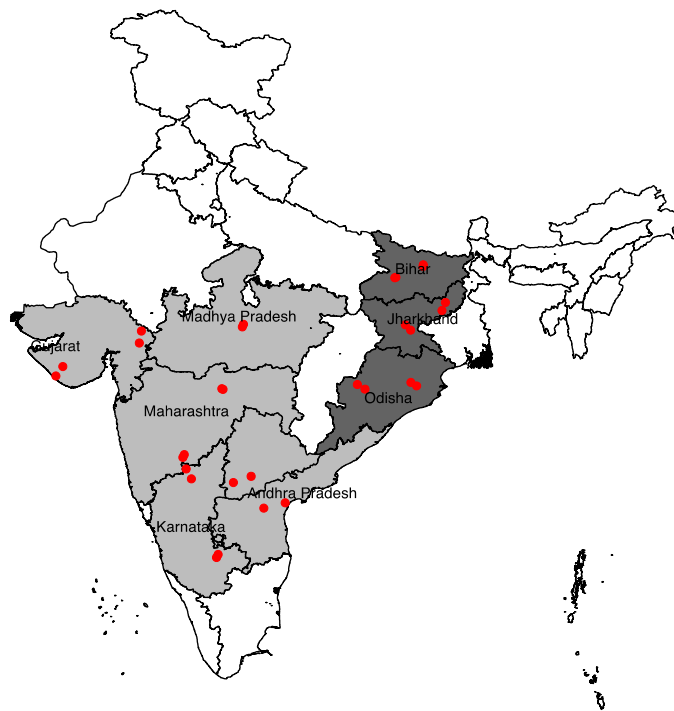 Bihar
Madhya Pradesh
Jharkhand
Gujarat
Odisha
Maharashtra
Andhra Pradesh
Karnataka